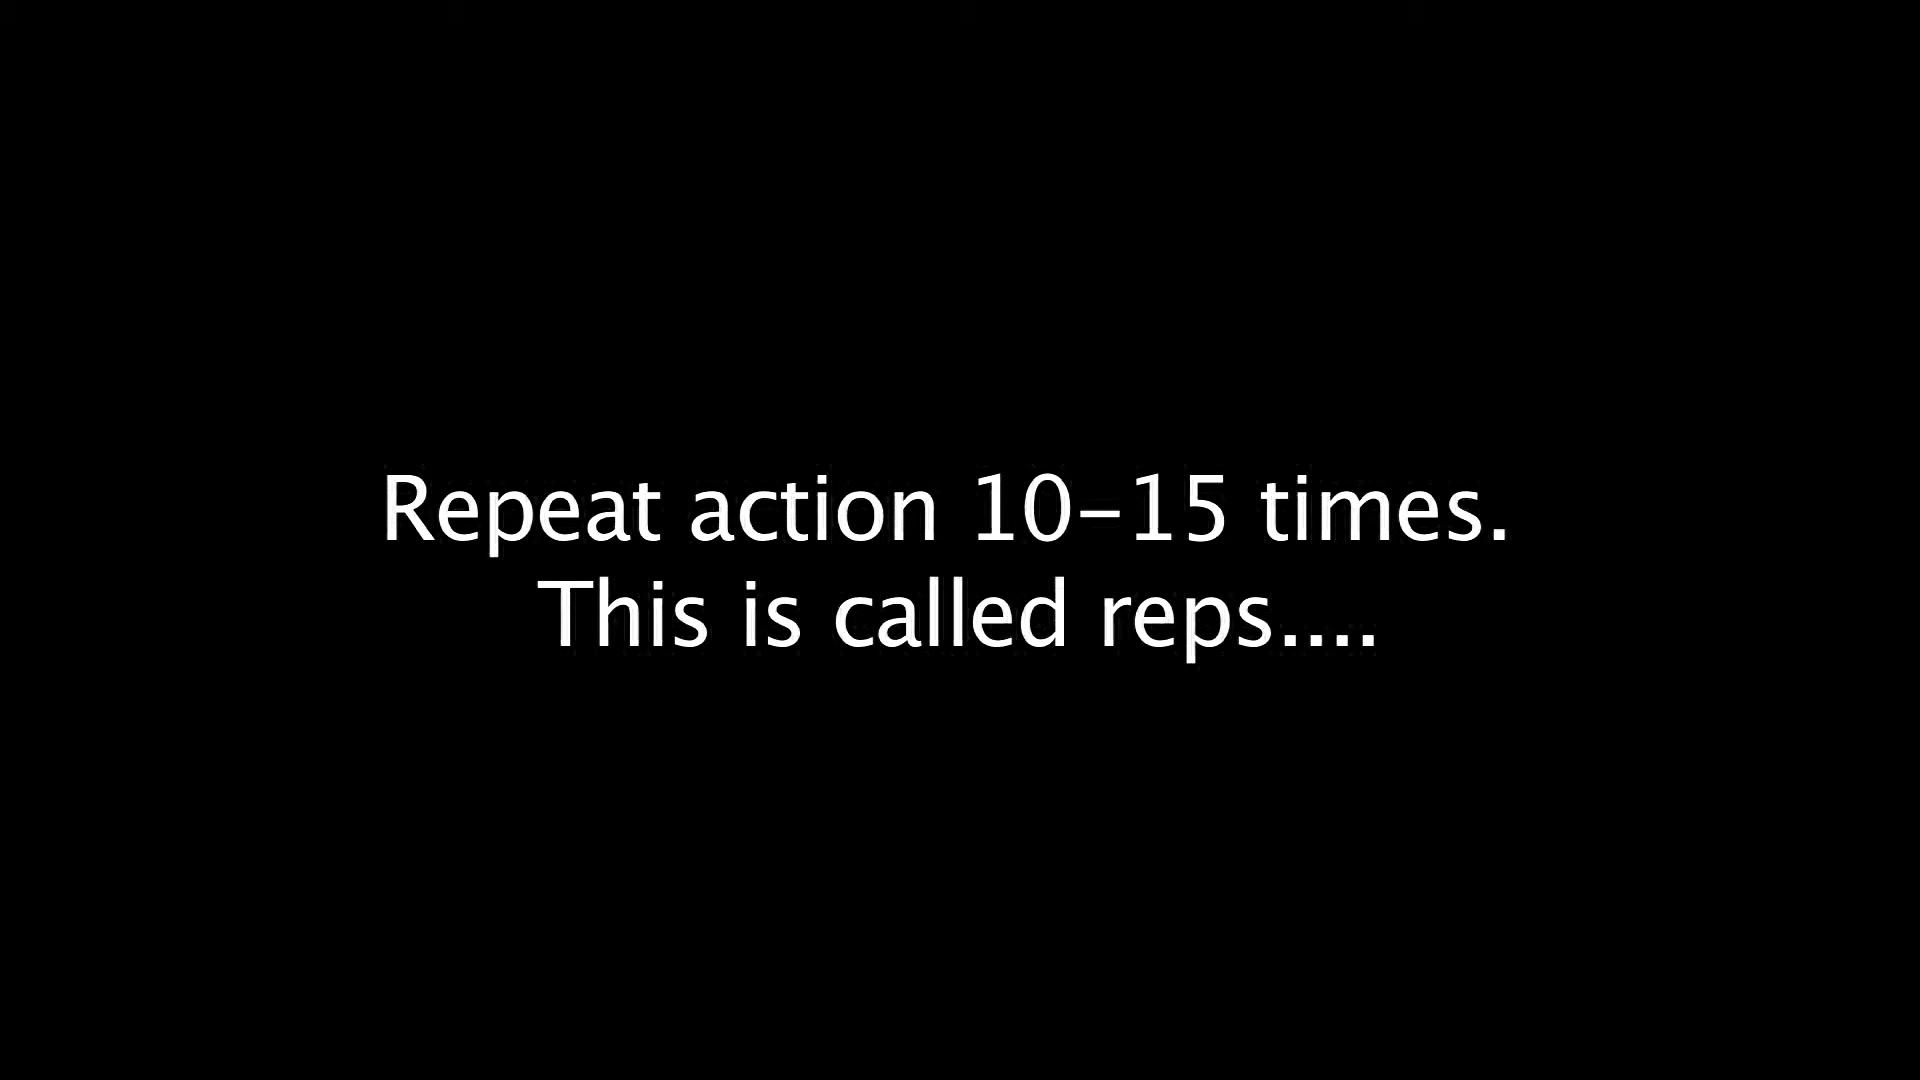 Repeat action 10-15 times.
This is called reps....